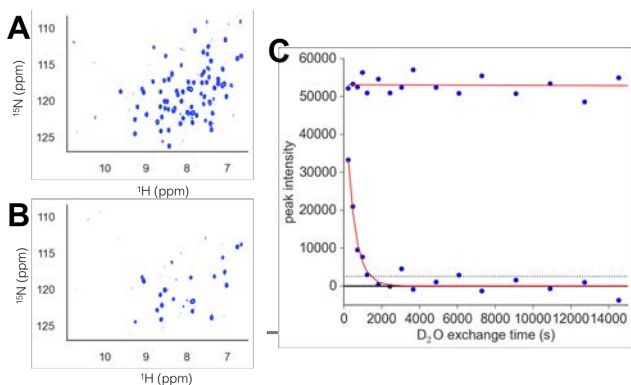 A
110
115
120
125
¹⁵N (ppm)
10 9 8 7
¹H (ppm)
B
110
115
120
125
¹⁵N (ppm)
10 9 8 7
¹H (ppm)
C
60000
50000
40000
30000
20000
10000
0
peak intensity
0 2000 4000 6000 8000 10000 12000 14000
D₂O exchange time (s)